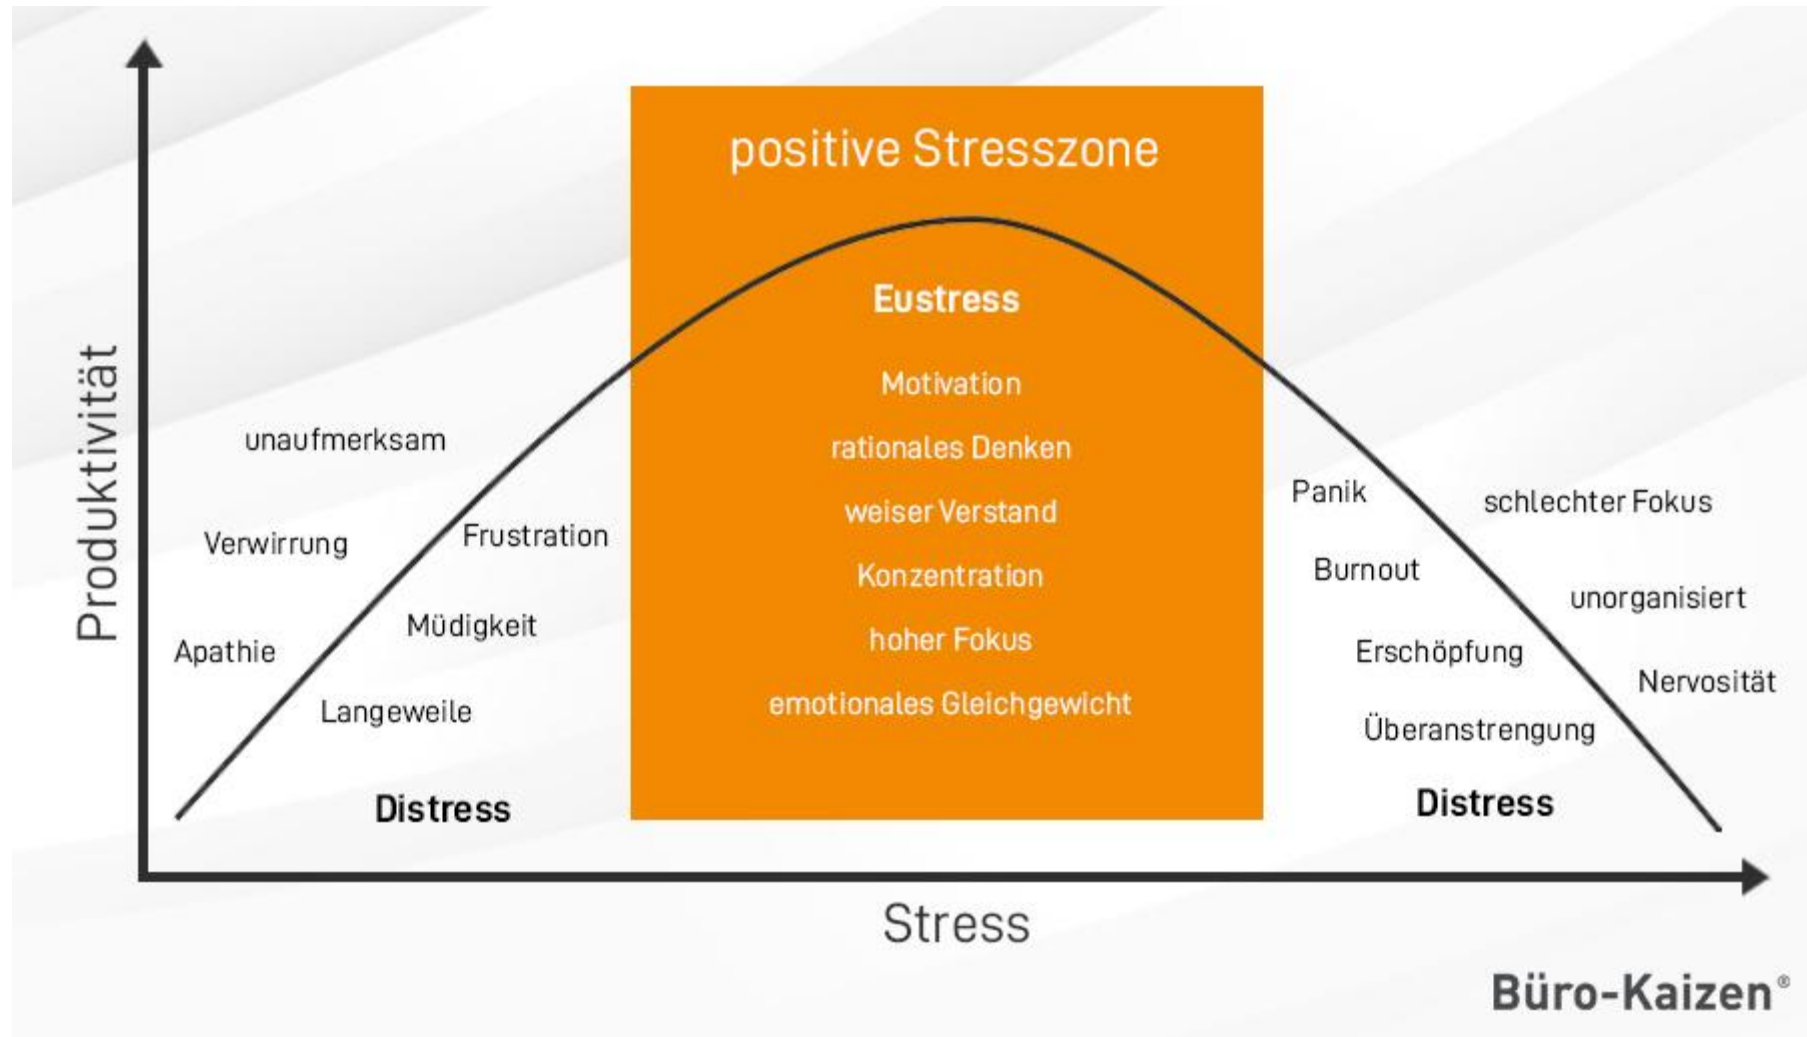 positive Stresszone
Eustress
Motivation
rationales Denken
weiser Verstand
Konzentration
hoher Fokus
emotionales Gleichgewicht
Produktivität
unaufmerksam
Verwirrung
Frustration
Apathie
Müdigkeit
Langeweile
Distress
Panik
schlechter Fokus
Burnout
unorganisiert
Erschöpfung
Nervosität
Überanstrengung
Distress
Stress
Büro-Kaizen®